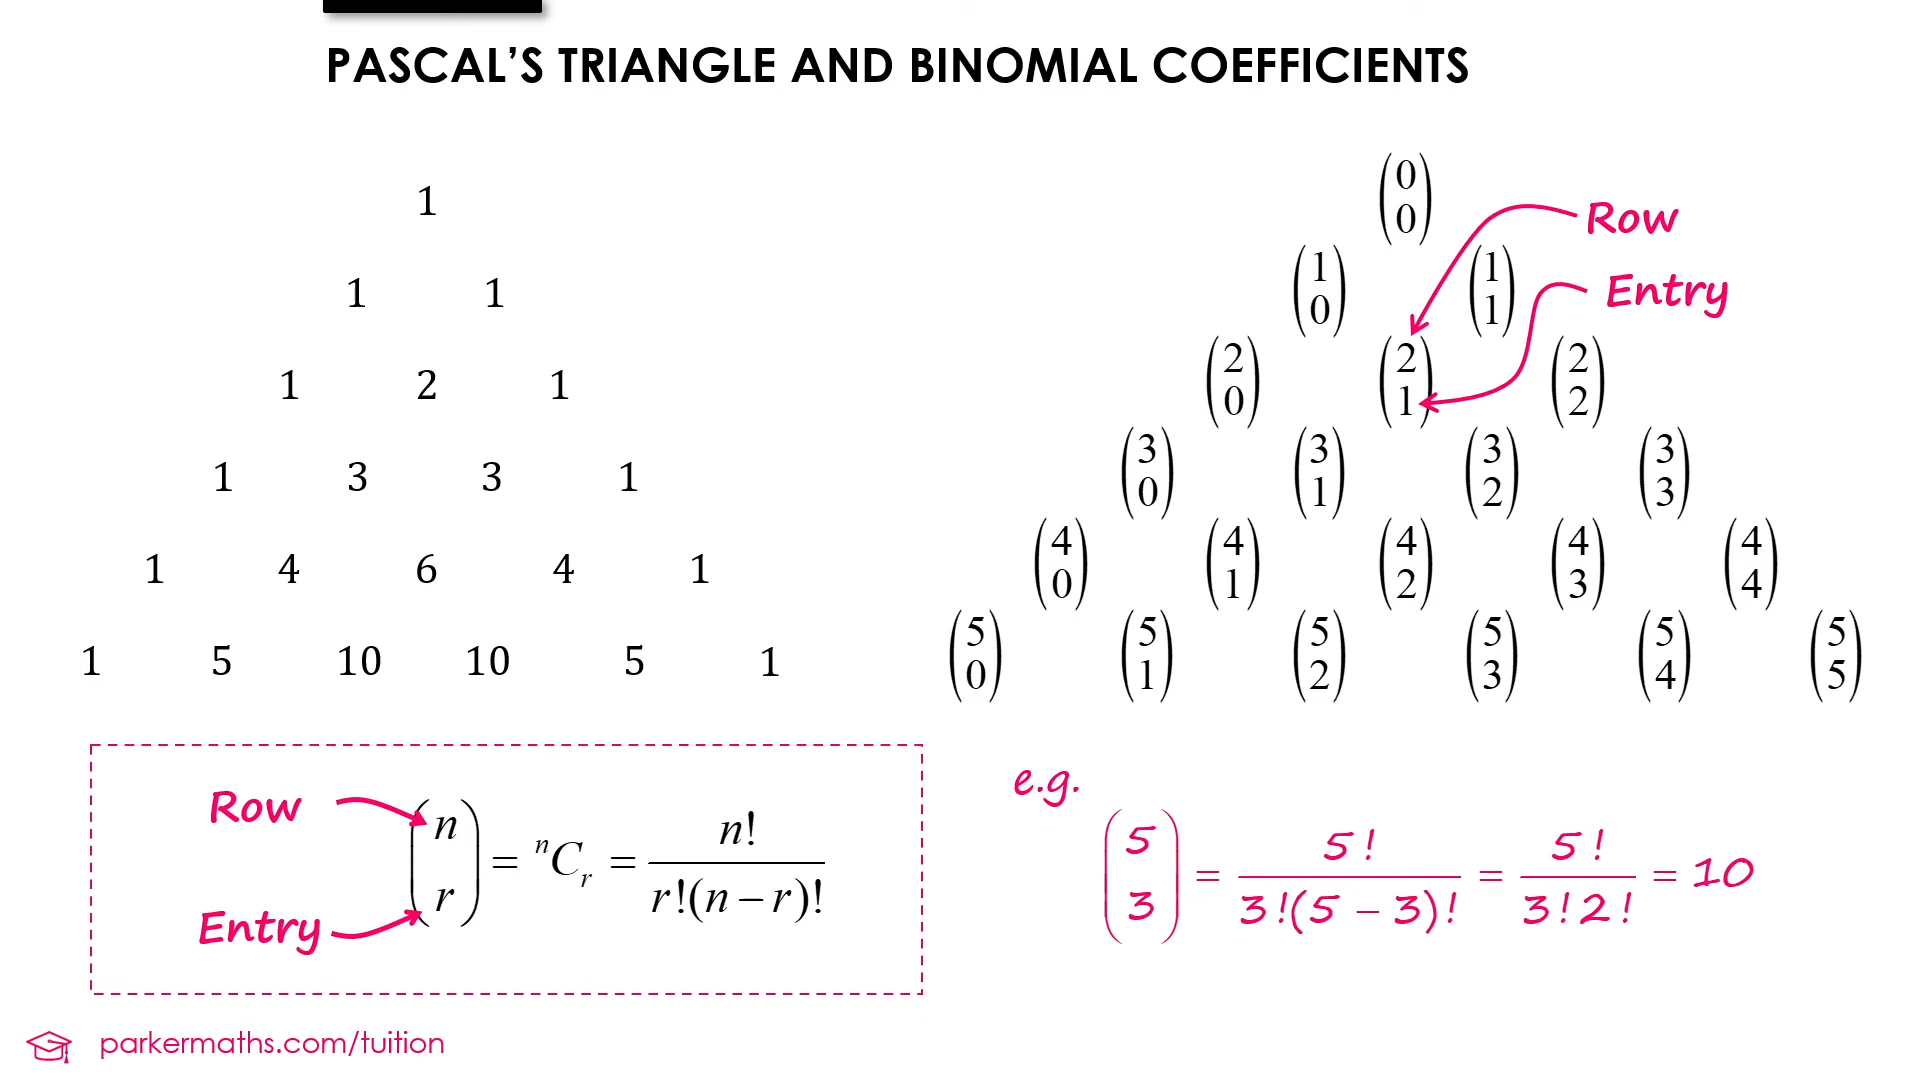 PASCAL'S TRIANGLE AND BINOMIAL COEFFICIENTS
1
1 1
1 2 1
1 3 3 1
1 4 6 4 1
1 5 10 10 5 1
(0 0)
Row
(1 0) (1 1)
Entry
(2 0) (2 1) (2 2)
(3 0) (3 1) (3 2) (3 3)
(4 0) (4 1) (4 2) (4 3) (4 4)
(5 0) (5 1) (5 2) (5 3) (5 4) (5 5)
Row
Entry
(n r) = ⁿCᵣ = n! / r!(n − r)!
e.g.
(5 3) = 5! / 3!(5 − 3)! = 5! / 3!2! = 10
parkermaths.com/tuition